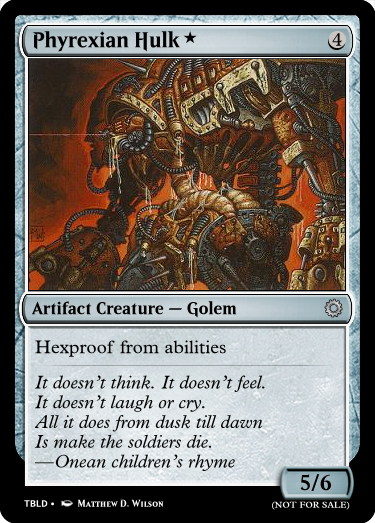 Phyrexian Hulk★ 4
Artifact Creature — Golem
Hexproof from abilities
It doesn't think. It doesn't feel.
It doesn't laugh or cry.
All it does from dusk till dawn
Is make the soldiers die.
—Onean children's rhyme
5/6
TBLD • Matthew D. Wilson
(NOT FOR SALE)